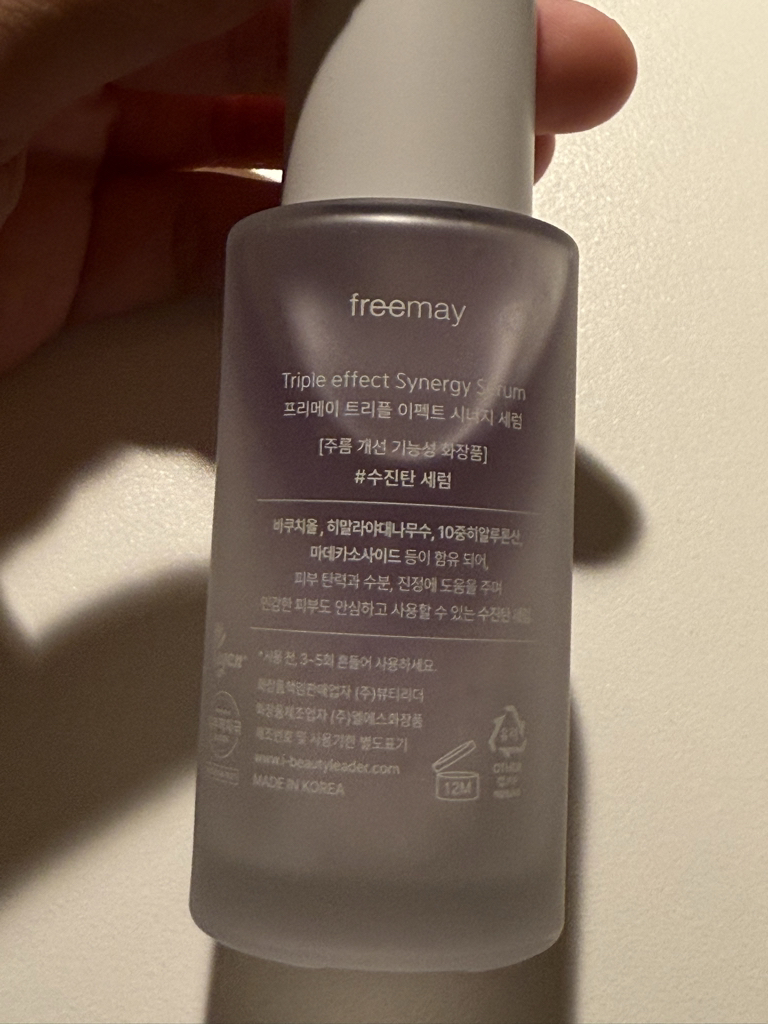 freemay
Triple effect Synergy Serum
프리메이 트리플 이펙트 시너지 세럼
[주름 개선 기능성 화장품]
#수진탄 세럼
바쿠치올, 히말라야대나무수, 10중히알루론산,
마데카소사이드 등이 함유 되어,
피부 탄력과 수분, 진정에 도움을 주며
민감한 피부도 안심하고 사용할 수 있는 수진탄 세럼
*사용 전, 3~5회 흔들어 사용하세요.
화장품책임판매업자 (주)뷰티리더
화장품제조업자 (주)엘에스화장품
제조번호 및 사용기한 별도표기
www.i-beautyleader.com
MADE IN KOREA
12M
유리
OTHER